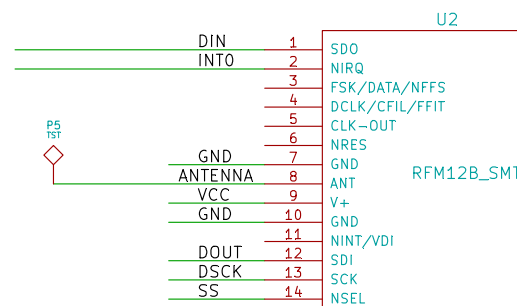 U2
DIN 1 SDO
INT0 2 NIRQ
3 FSK/DATA/NFFS
4 DCLK/CFIL/FFIT
5 CLK-OUT
P5
TST
6 NRES
GND 7 GND
ANTENNA 8 ANT
RFM12B_SMT
VCC 9 V+
GND 10 GND
11 NINT/VDI
DOUT 12 SDI
DSCK 13 SCK
SS 14 NSEL